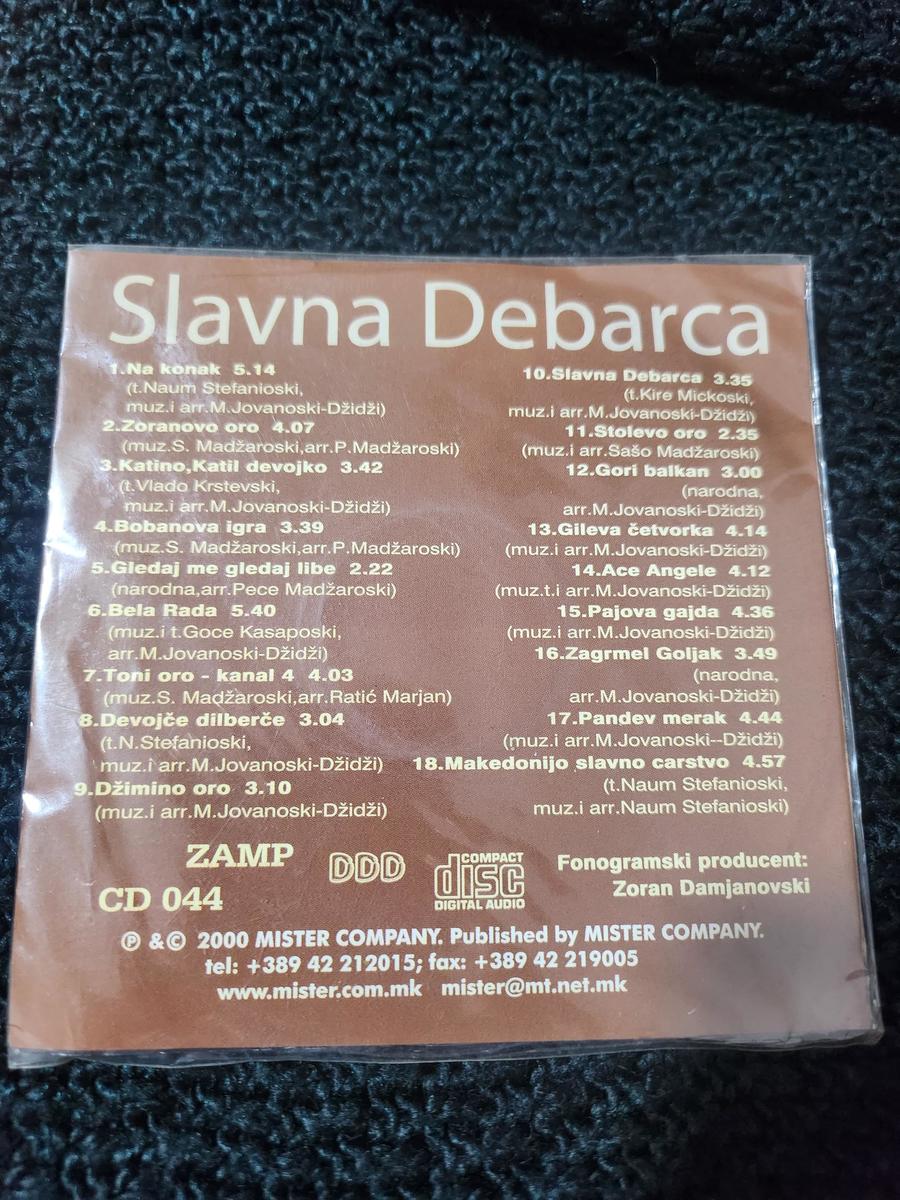 Slavna Debarca
1.Na konak 5.14
(t.Naum Stefanioski,
muz.i arr.M.Jovanoski-Džidži)
2.Zoranovo oro 4.07
(muz.S. Madžaroski,arr.P.Madžaroski)
3.Katino,Katil devojko 3.42
(t.Vlado Krstevski,
muz.i arr.M.Jovanoski-Džidži)
4.Bobanova igra 3.39
(muz.S. Madžaroski,arr.P.Madžaroski)
5.Gledaj me gledaj libe 2.22
(narodna,arr.Pece Madžaroski)
6.Bela Rada 5.40
(muz.i t.Goce Kasaposki,
arr.M.Jovanoski-Džidži)
7.Toni oro - kanal 4 4.03
(muz.S. Madžaroski,arr.Ratić Marjan)
8.Devojče dilberče 3.04
(t.N.Stefanioski,
muz.i arr.M.Jovanoski-Džidži)
9.Džimino oro 3.10
(muz.i arr.M.Jovanoski-Džidži)
10.Slavna Debarca 3.35
(t.Kire Mickoski,
muz.i arr.M.Jovanoski-Džidži)
11.Stolevo oro 2.35
(muz.i arr.Sašo Madžaroski)
12.Gori balkan 3.00
(narodna,
arr.M.Jovanoski-Džidži)
13.Gileva četvorka 4.14
(muz.i arr.M.Jovanoski-Džidži)
14.Ace Angele 4.12
(muz.t.i arr.M.Jovanoski-Džidži)
15.Pajova gajda 4.36
(muz.i arr.M.Jovanoski-Džidži)
16.Zagrmel Goljak 3.49
(narodna,
arr.M.Jovanoski-Džidži)
17.Pandev merak 4.44
(muz.i arr.M.Jovanoski--Džidži)
18.Makedonijo slavno carstvo 4.57
(t.Naum Stefanioski,
muz.i arr.Naum Stefanioski)
ZAMP
CD 044
DDD
COMPACT
disc
DIGITAL AUDIO
Fonogramski producent:
Zoran Damjanovski
℗ &© 2000 MISTER COMPANY. Published by MISTER COMPANY.
tel: +389 42 212015; fax: +389 42 219005
www.mister.com.mk mister@mt.net.mk